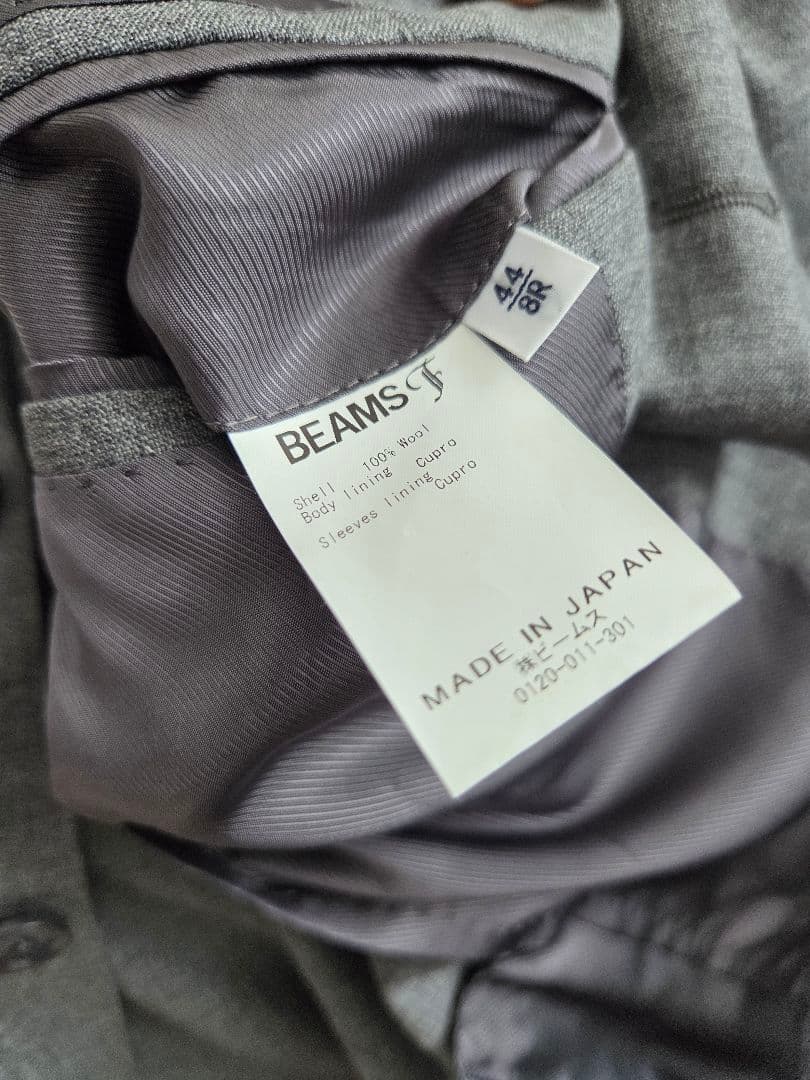 44
8R
BEAMS F
Shell 100% Wool
Body lining Cupro
Sleeves lining Cupro
MADE IN JAPAN
㈱ビームス
0120-011-301